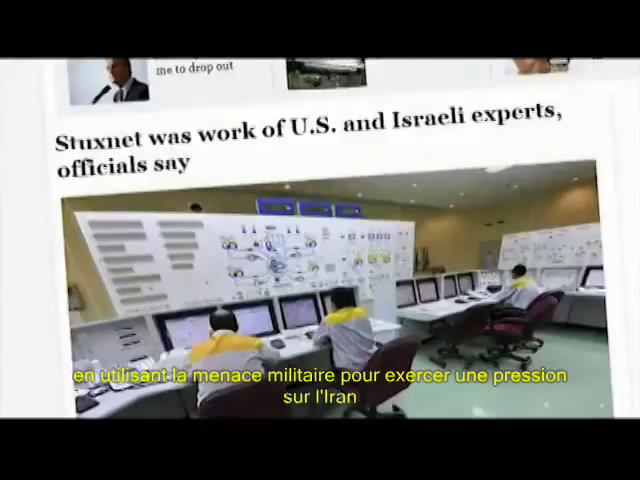 me to drop out
Stuxnet was work of U.S. and Israeli experts,
officials say
en utilisant la menace militaire pour exercer une pression
sur l'Iran